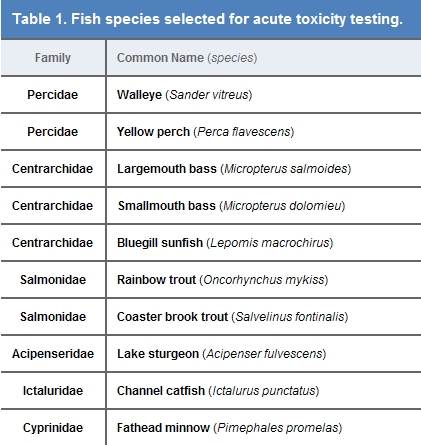 Table 1. Fish species selected for acute toxicity testing.
Family Common Name (species)
Percidae Walleye (Sander vitreus)
Percidae Yellow perch (Perca flavescens)
Centrarchidae Largemouth bass (Micropterus salmoides)
Centrarchidae Smallmouth bass (Micropterus dolomieu)
Centrarchidae Bluegill sunfish (Lepomis macrochirus)
Salmonidae Rainbow trout (Oncorhynchus mykiss)
Salmonidae Coaster brook trout (Salvelinus fontinalis)
Acipenseridae Lake sturgeon (Acipenser fulvescens)
Ictaluridae Channel catfish (Ictalurus punctatus)
Cyprinidae Fathead minnow (Pimephales promelas)